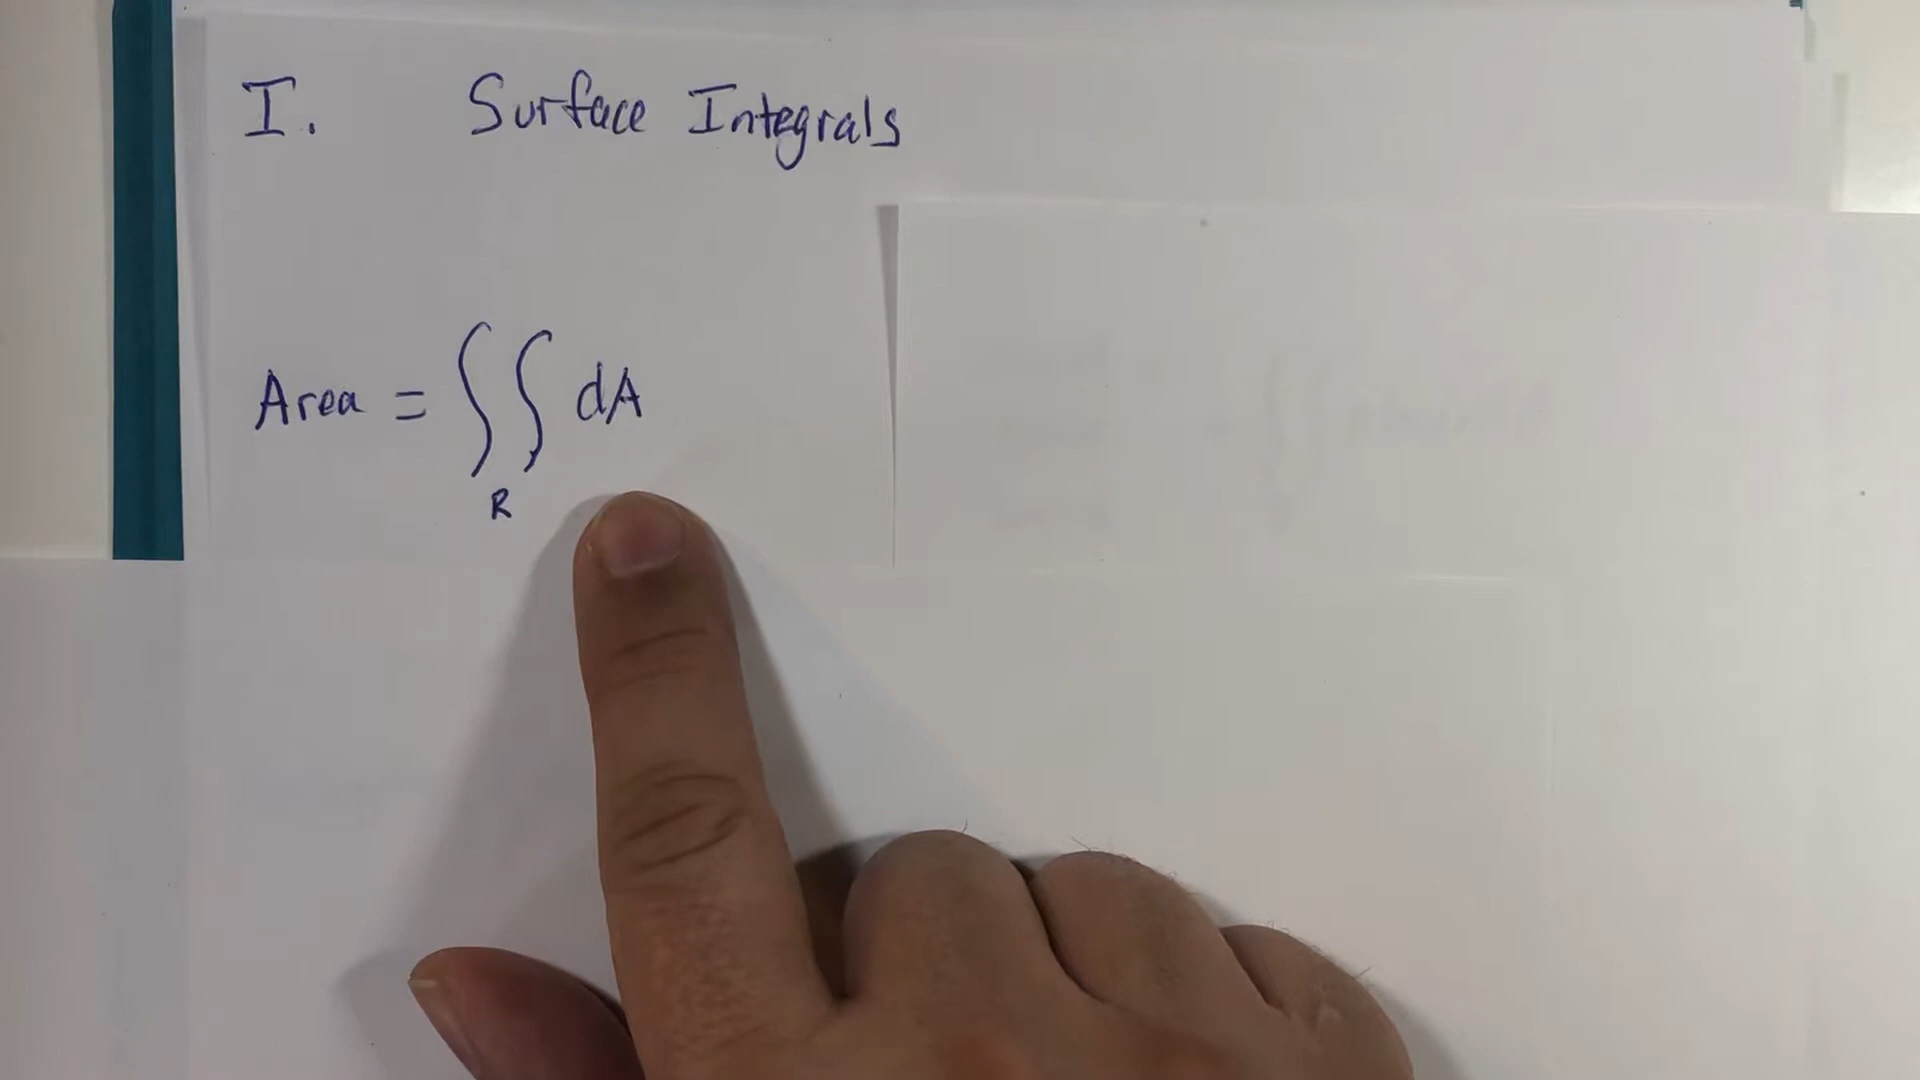 I. Surface Integrals
Area = ∬ dA
R